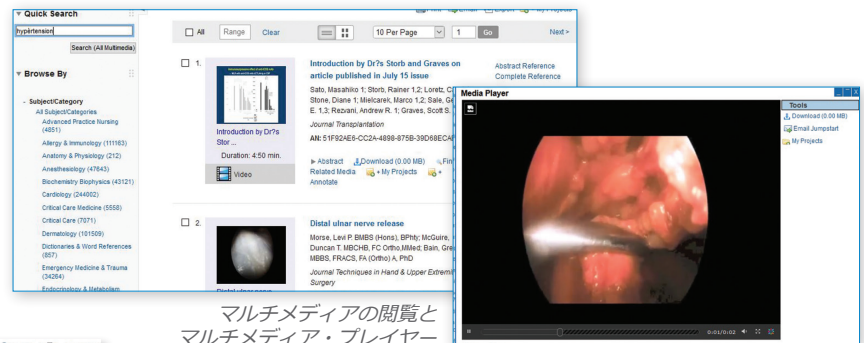 Quick Search
hypertension
Search (All Multimedia)
Browse By
- Subject/Category
All Subject/Categories
Advanced Practice Nursing
(4851)
Allergy & Immunology (111163)
Anatomy & Physiology (212)
Anesthesiology (47643)
Biochemistry Biophysics (43121)
Cardiology (244602)
Critical Care Medicine (5556)
Critical Care (7071)
Dermatology (101509)
Dictionaries & Word References
(657)
Emergency Medicine & Trauma
(34264)
Endocrinology & Metabolism
All
Range
Clear
10 Per Page
1
Go
Next >
1.
Introduction by Dr?s
Stor ...
Duration: 4:50 min.
Video
Introduction by Dr?s Storb and Graves on
article published in July 15 issue
Sato, Masahiko 1; Storb, Rainer 1,2; Loretz,
Stone, Diane 1; Mielcarek, Marco 1,2; Sale,
E. 1,3; Rezvani, Andrew R. 1; Graves, Scott S.
Journal Transplantation
AN: 51F92AE6-CC2A-4898-875B-39D68ECAF
Abstract
Download (0.00 MB)
Related Media
+ My Projects
+
Annotate
Abstract Reference
Complete Reference
2.
Distal ulnar nerve
Distal ulnar nerve release
Morse, Levi P. BMBS (Hons), BPhty; McGuire,
Duncan T. MBCHB, FC Ortho,MMed; Bain,
MBBS, FRACS, FA (Ortho) A, PhD
Journal Techniques in Hand & Upper
Surgery
Media Player
Tools
Download (0.00 MB)
Email Jumpstart
My Projects
0:01/0:02
マルチメディアの閲覧と
マルチメディア・プレイヤー